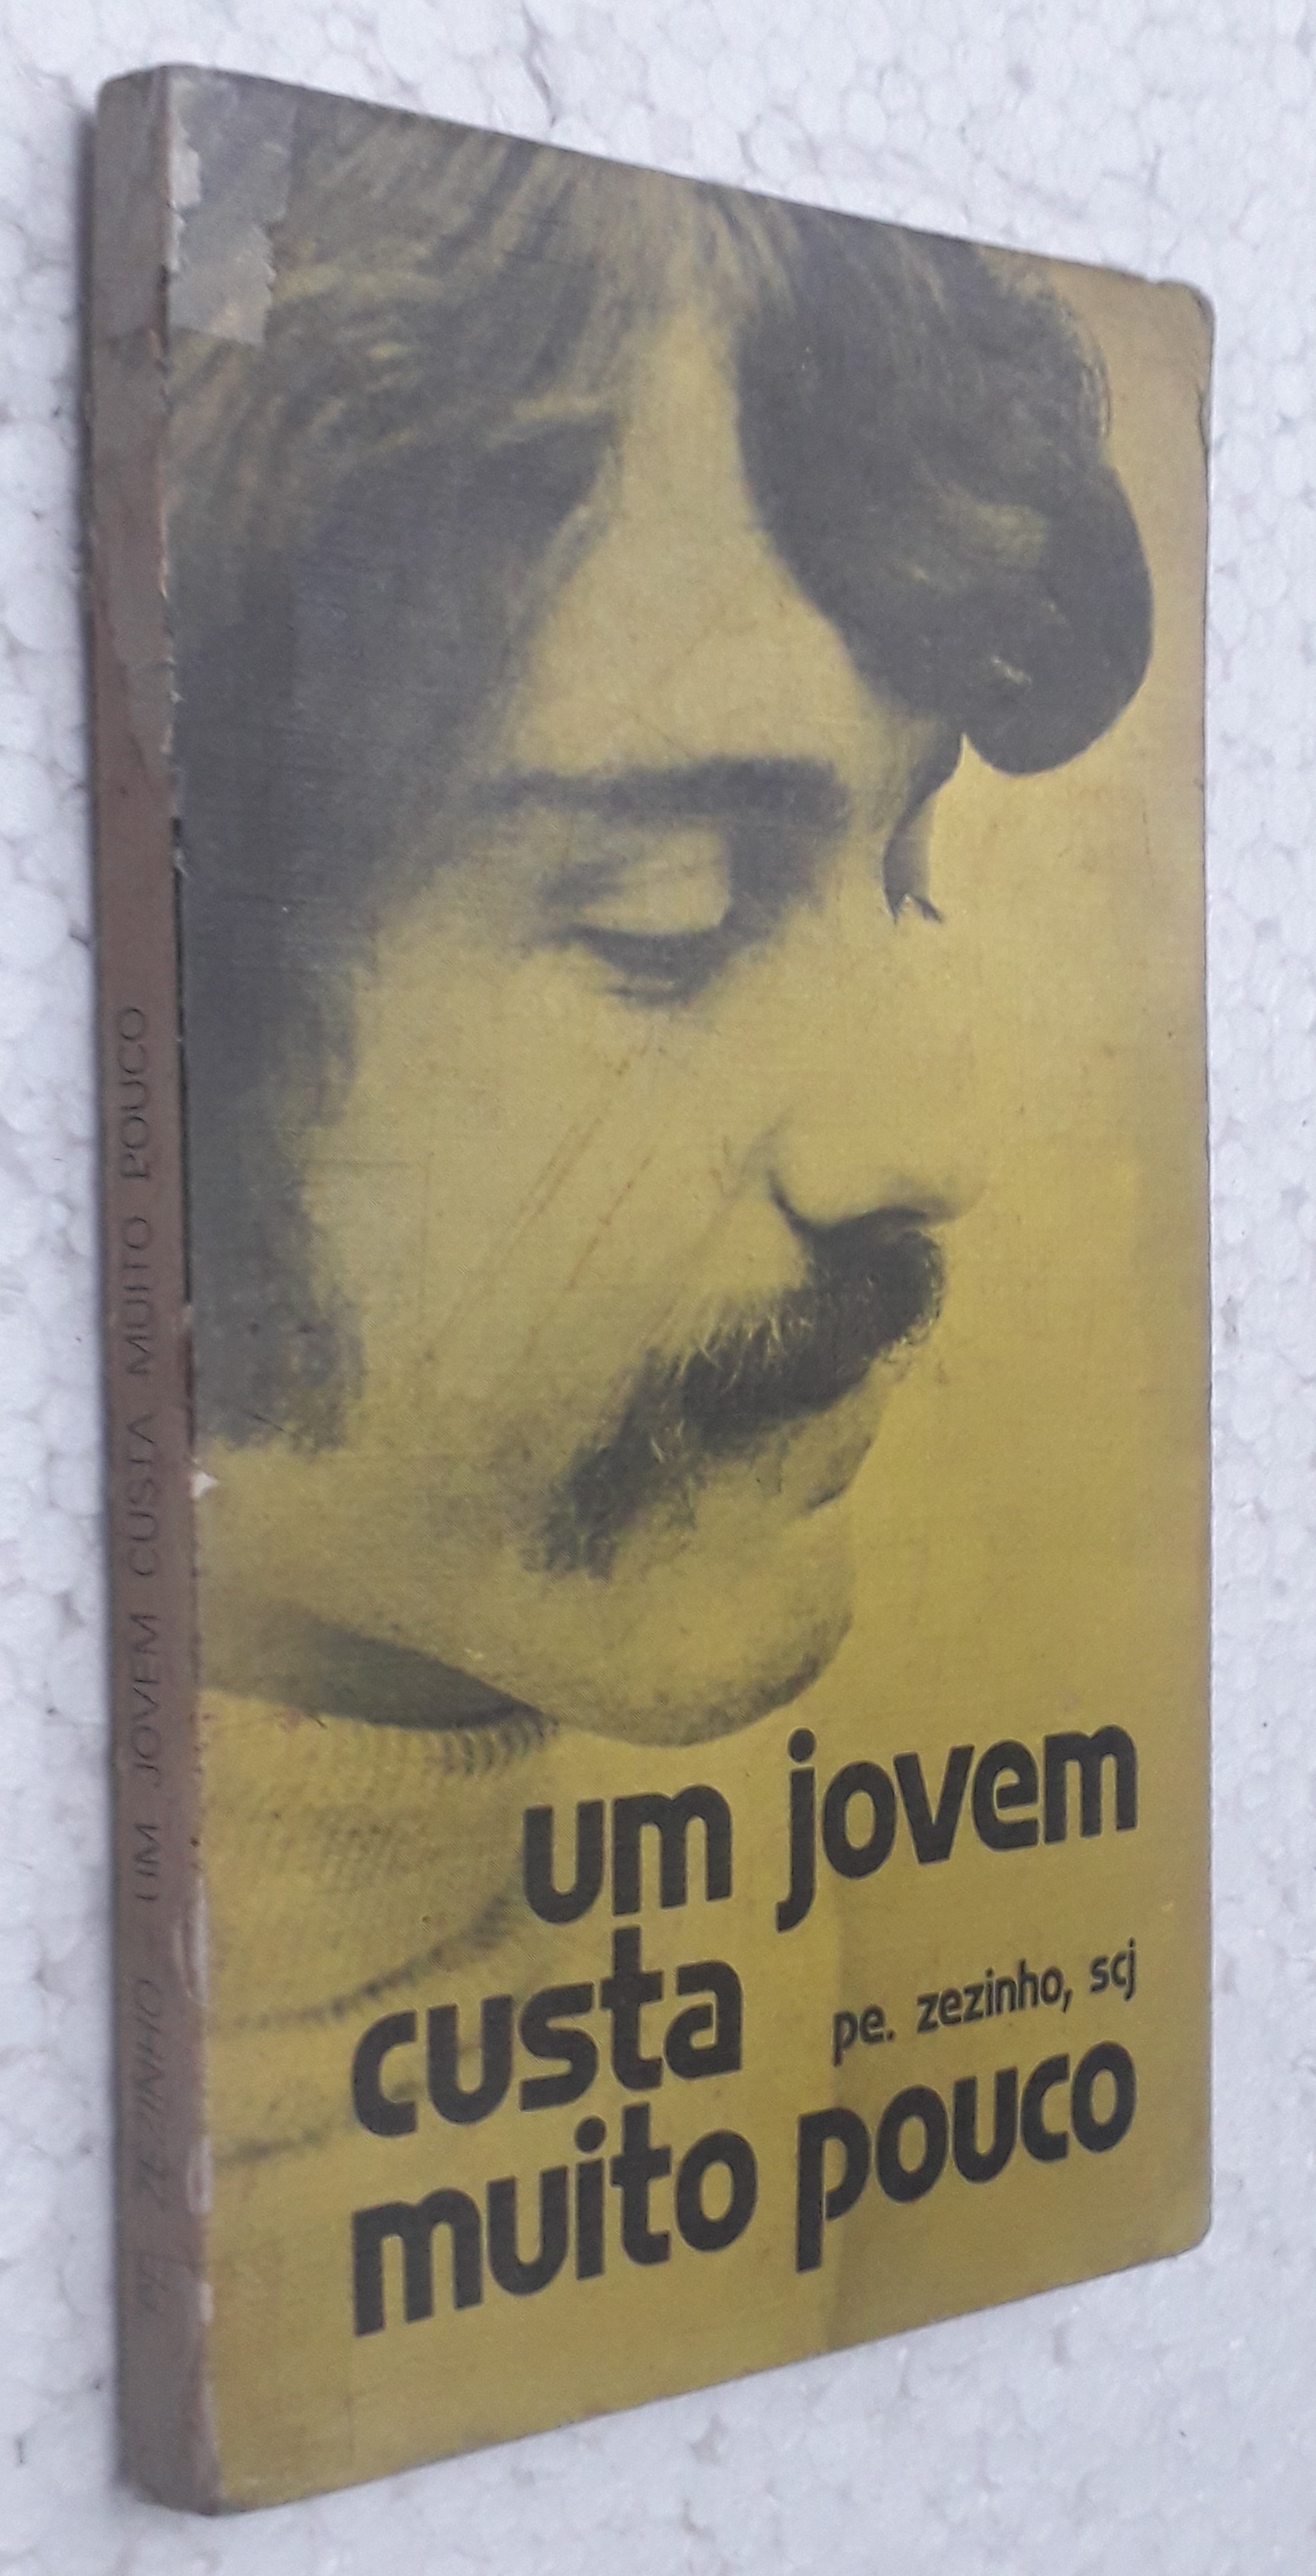 um jovem
custa
pe. zezinho, scj
muito pouco
ZEZINHO UM JOVEM CUSTA MUITO POUCO